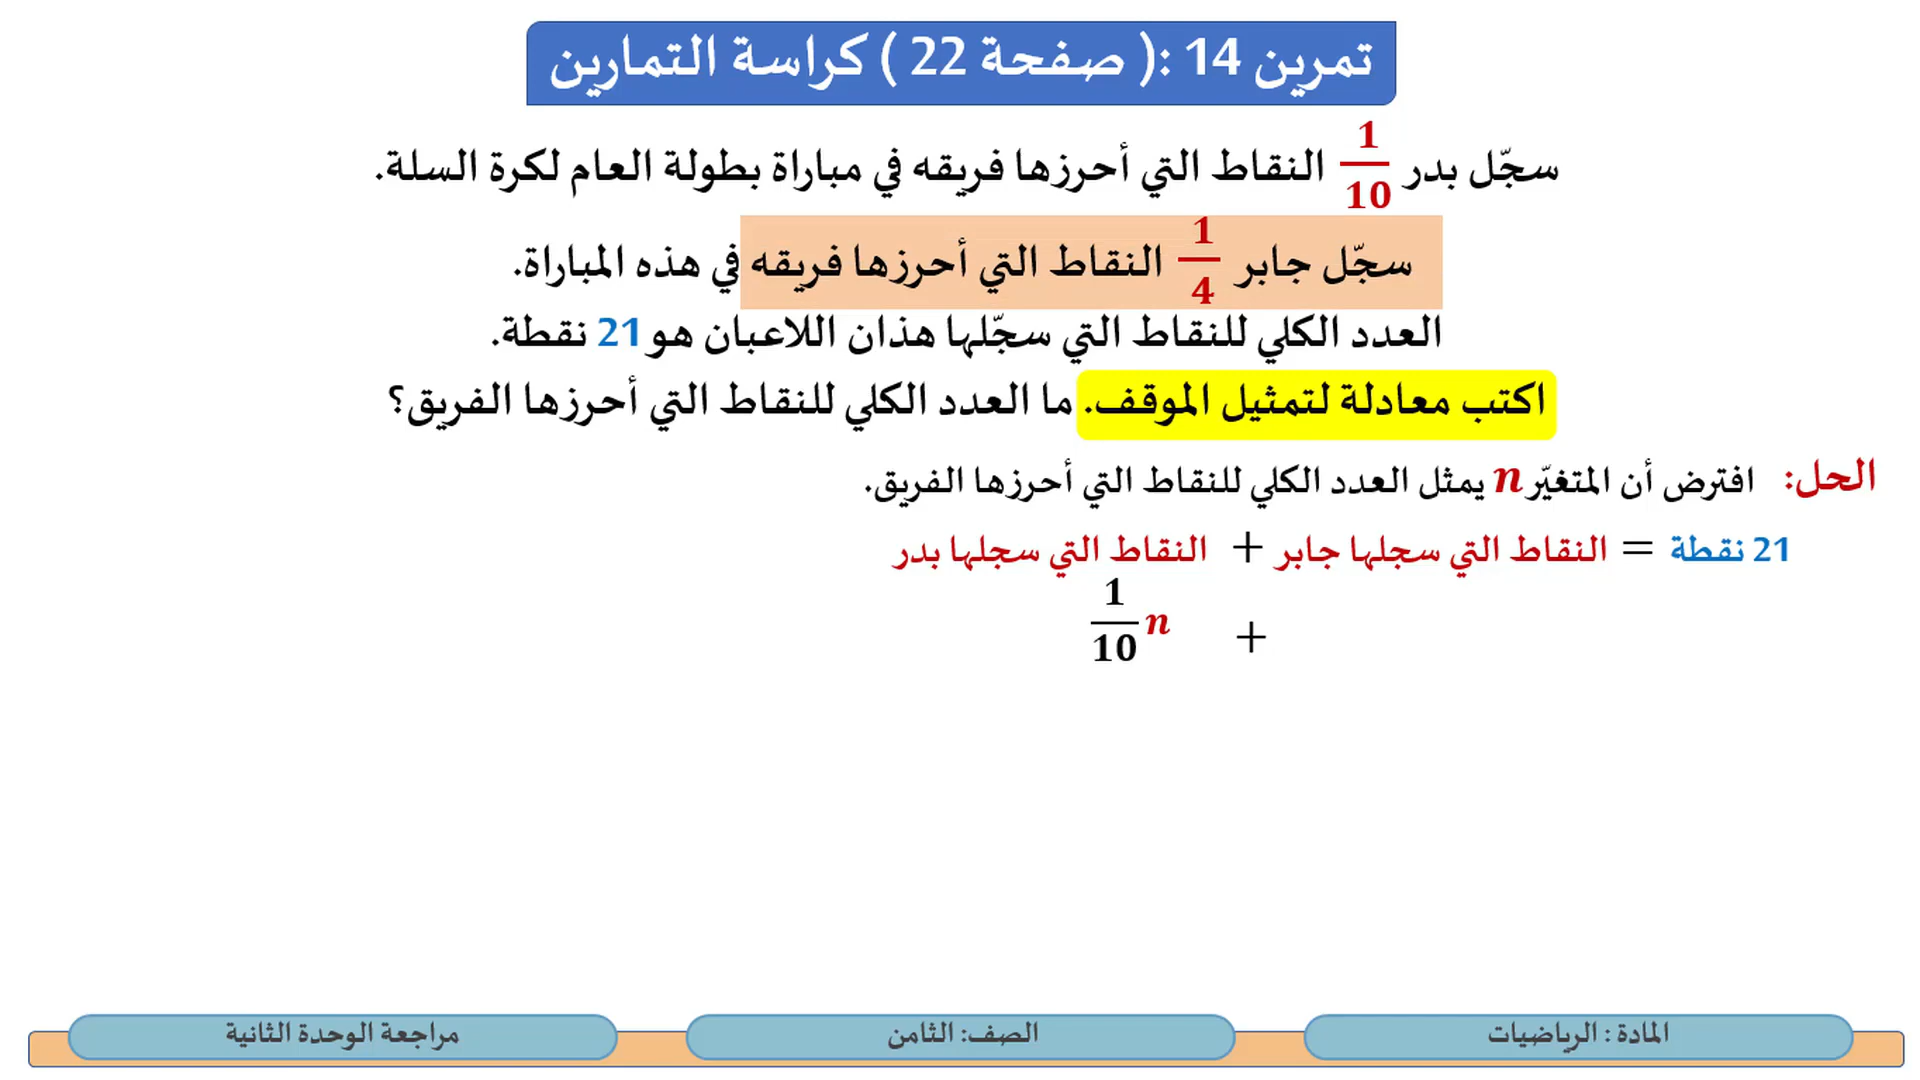 تمرين 14 :( صفحة 22 ) كراسة التمارين
سجّل بدر 1/10 النقاط التي أحرزها فريقه في مباراة بطولة العام لكرة السلة.
سجّل جابر 1/4 النقاط التي أحرزها فريقه في هذه المباراة.
العدد الكلي للنقاط التي سجّلها هذان اللاعبان هو 21 نقطة.
اكتب معادلة لتمثيل الموقف. ما العدد الكلي للنقاط التي أحرزها الفريق؟
الحل: افترض أن المتغيّر n يمثل العدد الكلي للنقاط التي أحرزها الفريق.
النقاط التي سجلها بدر + النقاط التي سجلها جابر = 21 نقطة
1/10 n +
المادة : الرياضيات
الصف: الثامن
مراجعة الوحدة الثانية